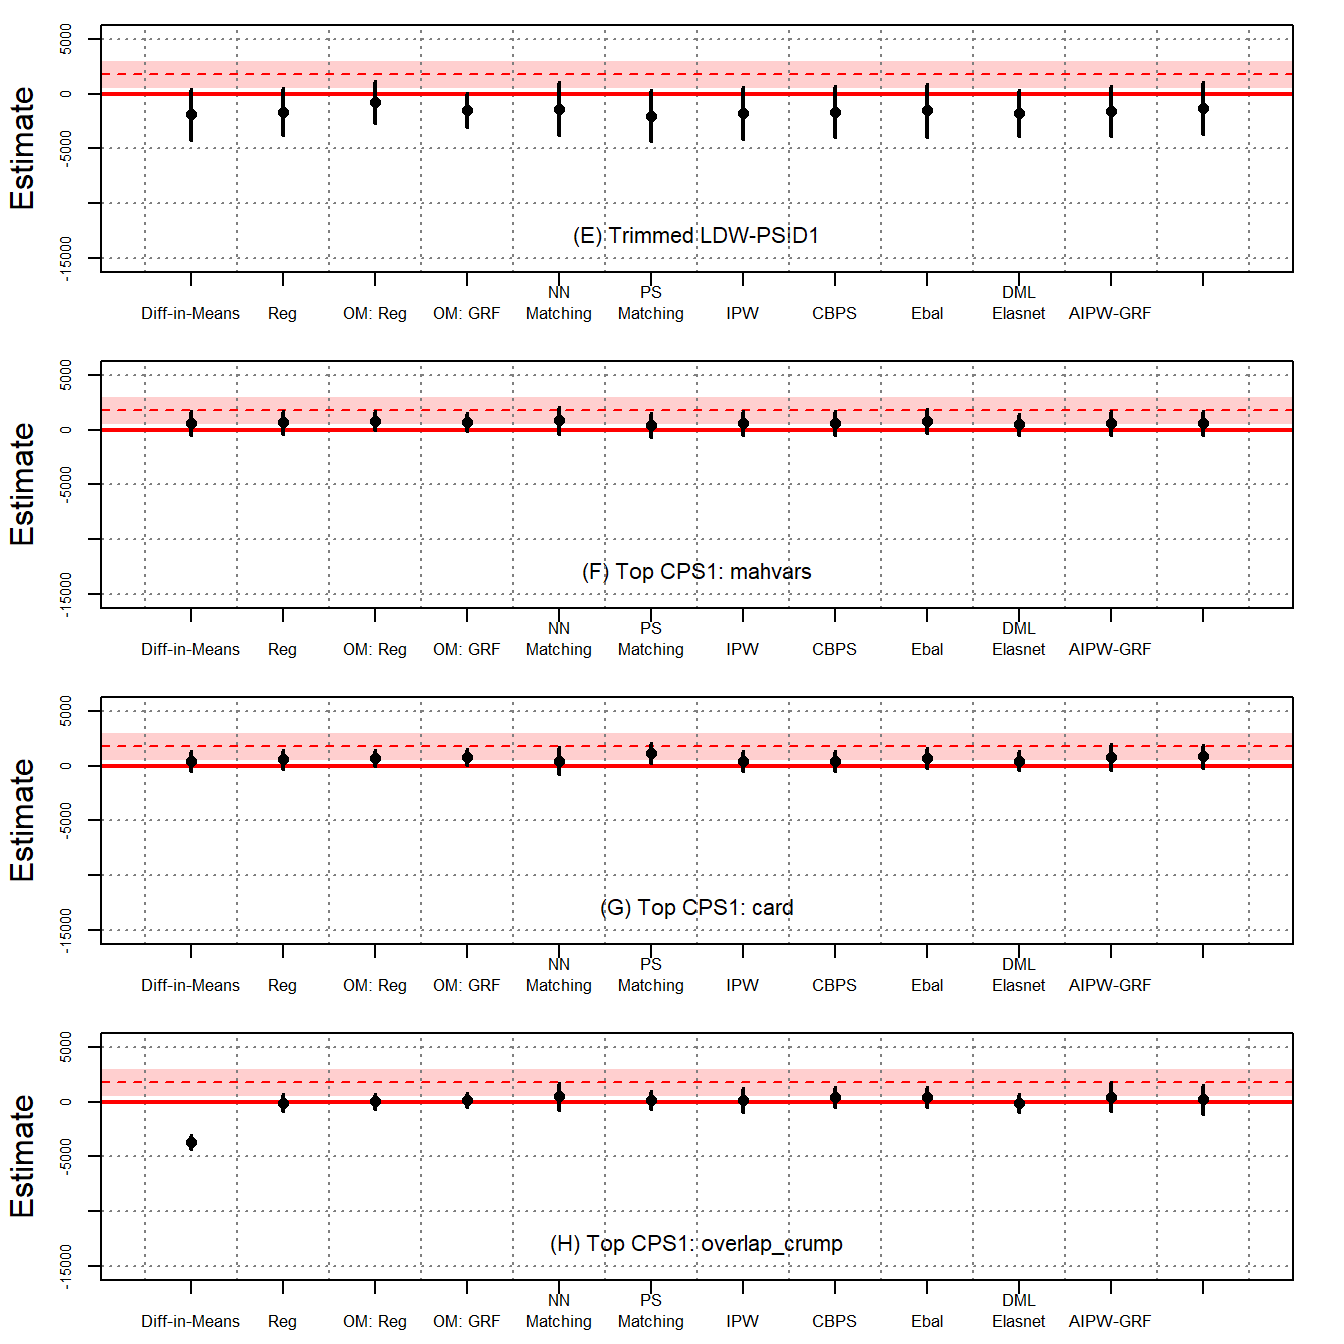 Estimate
5000
0
-5000
-15000
(E) Trimmed LDW-PSID1
Diff-in-Means Reg OM: Reg OM: GRF NN Matching PS Matching IPW CBPS Ebal DML Elasnet AIPW-GRF
Estimate
5000
0
-5000
-15000
(F) Top CPS1: mahvars
Diff-in-Means Reg OM: Reg OM: GRF NN Matching PS Matching IPW CBPS Ebal DML Elasnet AIPW-GRF
Estimate
5000
0
-5000
-15000
(G) Top CPS1: card
Diff-in-Means Reg OM: Reg OM: GRF NN Matching PS Matching IPW CBPS Ebal DML Elasnet AIPW-GRF
Estimate
5000
0
-5000
-15000
(H) Top CPS1: overlap_crump
Diff-in-Means Reg OM: Reg OM: GRF NN Matching PS Matching IPW CBPS Ebal DML Elasnet AIPW-GRF